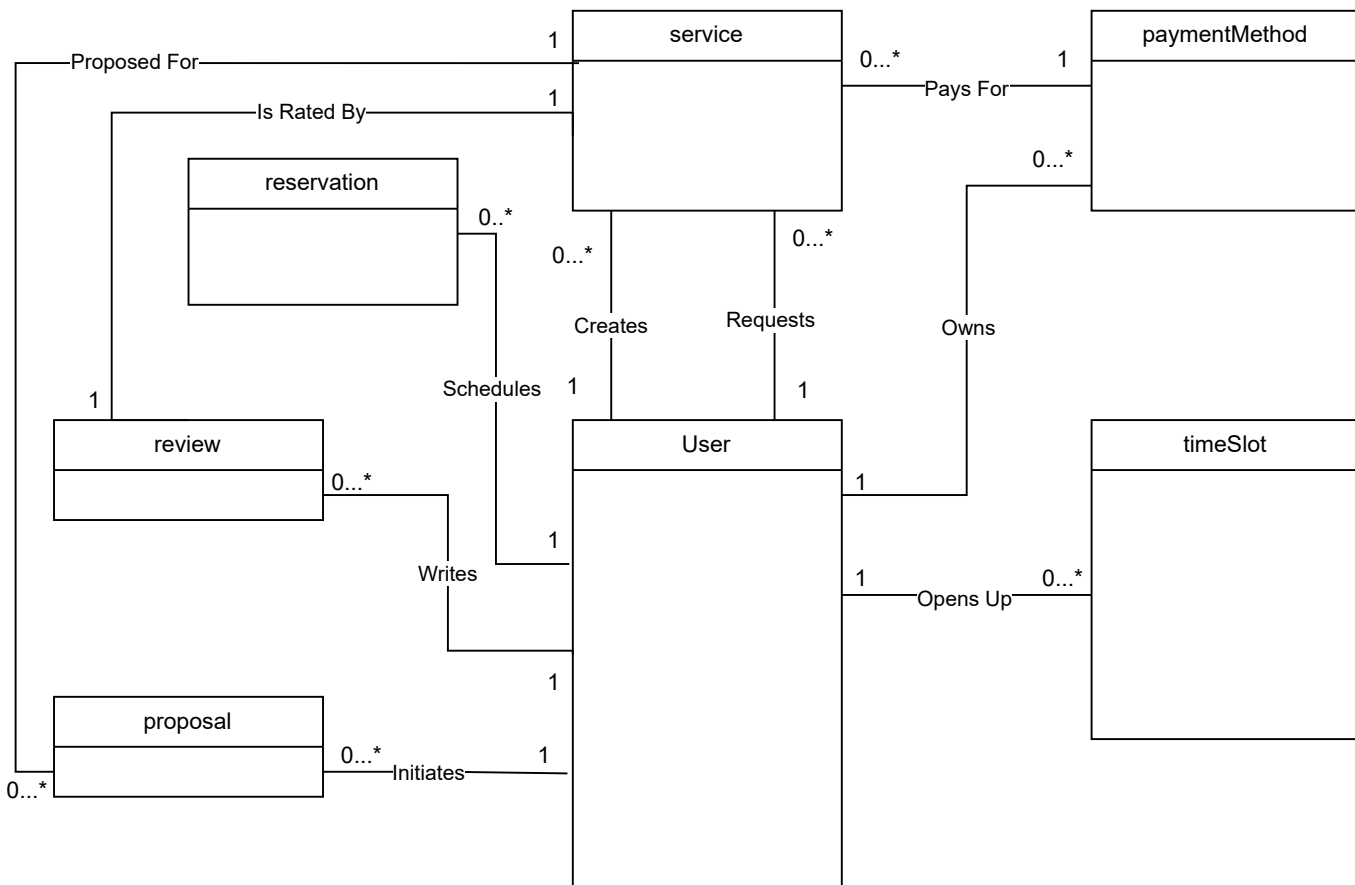 service
paymentMethod
1
Proposed For
0...*
1
Pays For
1
Is Rated By
0...*
reservation
0..*
0...*
0...*
Creates
Requests
Owns
Schedules
1
1
1
review
User
timeSlot
0...*
1
1
Writes
1
0...*
Opens Up
1
proposal
0...*
1
Initiates
0...*